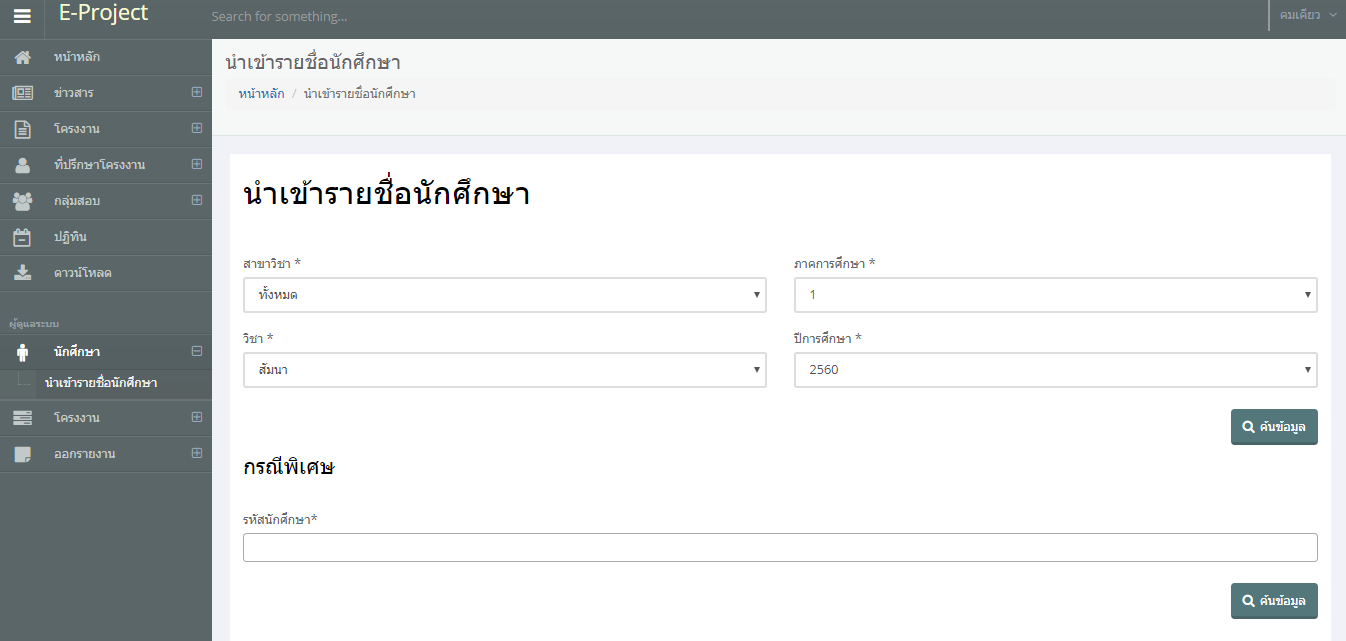 E-Project
Search for something...
คมเคียว
หน้าหลัก
ข่าวสาร
โครงงาน
ที่ปรึกษาโครงงาน
กลุ่มสอบ
ปฏิทิน
ดาวน์โหลด
ผู้ดูแลระบบ
นักศึกษา
นำเข้ารายชื่อนักศึกษา
โครงงาน
ออกรายงาน
นำเข้ารายชื่อนักศึกษา
หน้าหลัก / นำเข้ารายชื่อนักศึกษา
นำเข้ารายชื่อนักศึกษา
สาขาวิชา * ภาคการศึกษา *
ทั้งหมด 1
วิชา * ปีการศึกษา *
สัมนา 2560
ค้นข้อมูล
กรณีพิเศษ
รหัสนักศึกษา*
ค้นข้อมูล